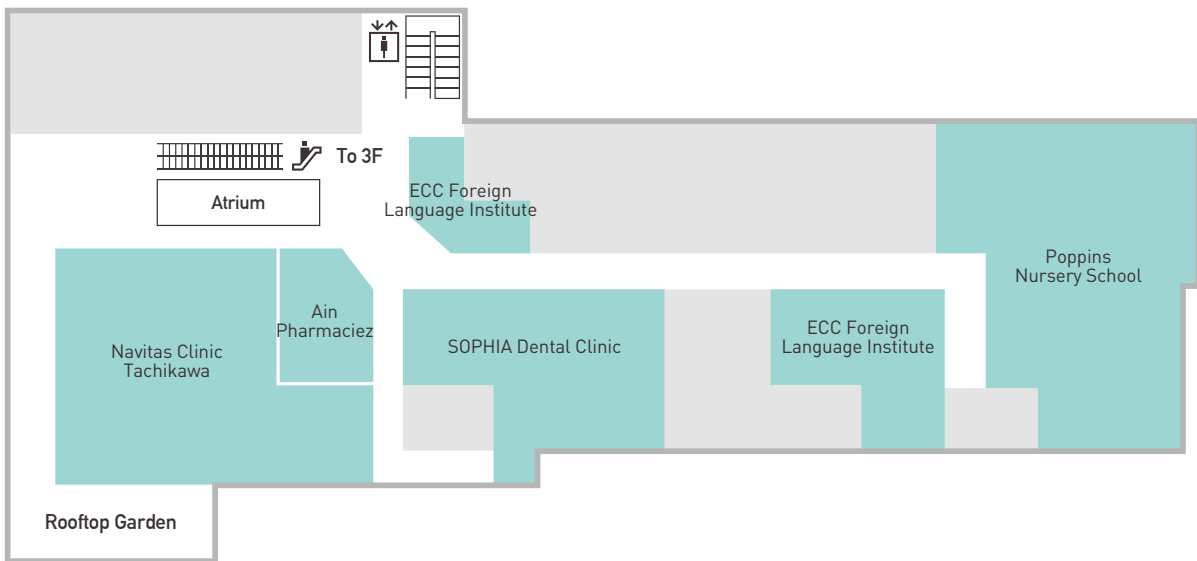 To 3F
Atrium
ECC Foreign
Language Institute
Poppins
Nursery School
Ain
Pharmaciez
Navitas Clinic
Tachikawa
SOPHIA Dental Clinic
ECC Foreign
Language Institute
Rooftop Garden